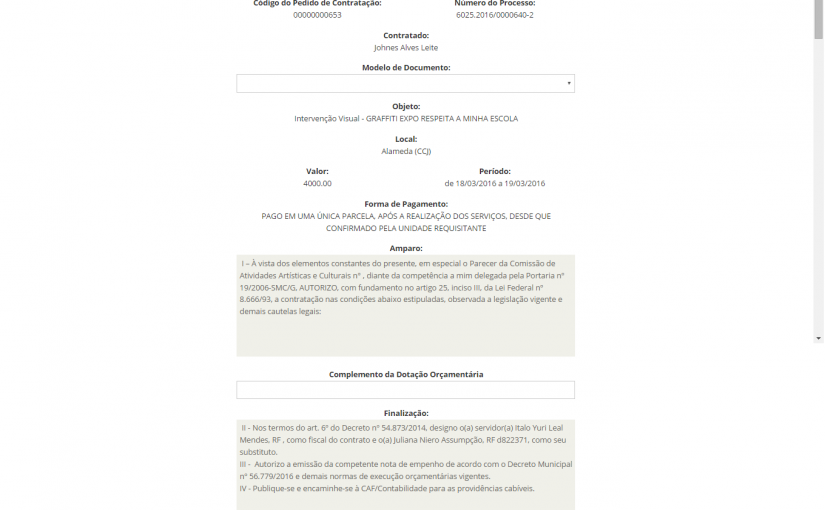 Código do Pedido de Contratação: Número do Processo:
00000000653 6025.2016/0000640-2
Contratado:
Johnes Alves Leite
Modelo de Documento:
Objeto:
Intervenção Visual - GRAFFITI EXPO RESPEITA A MINHA ESCOLA
Local:
Alameda (CCJ)
Valor: Período:
4000.00 de 18/03/2016 a 19/03/2016
Forma de Pagamento:
PAGO EM UMA ÚNICA PARCELA, APÓS A REALIZAÇÃO DOS SERVIÇOS, DESDE QUE
CONFIRMADO PELA UNIDADE REQUISITANTE
Amparo:
I – À vista dos elementos constantes do presente, em especial o Parecer da Comissão de
Atividades Artísticas e Culturais nº , diante da competência a mim delegada pela Portaria nº
19/2006-SMC/G, AUTORIZO, com fundamento no artigo 25, inciso III, da Lei Federal nº
8.666/93, a contratação nas condições abaixo estipuladas, observada a legislação vigente e
demais cautelas legais:
Complemento da Dotação Orçamentária
Finalização:
II - Nos termos do art. 6º do Decreto nº 54.873/2014, designo o(a) servidor(a) Italo Yuri Leal
Mendes, RF , como fiscal do contrato e o(a) Juliana Niero Assumpção, RF d822371, como seu
substituto.
III - Autorizo a emissão da competente nota de empenho de acordo com o Decreto Municipal
nº 56.779/2016 e demais normas de execução orçamentárias vigentes.
IV - Publique-se e encaminhe-se à CAF/Contabilidade para as providências cabíveis.